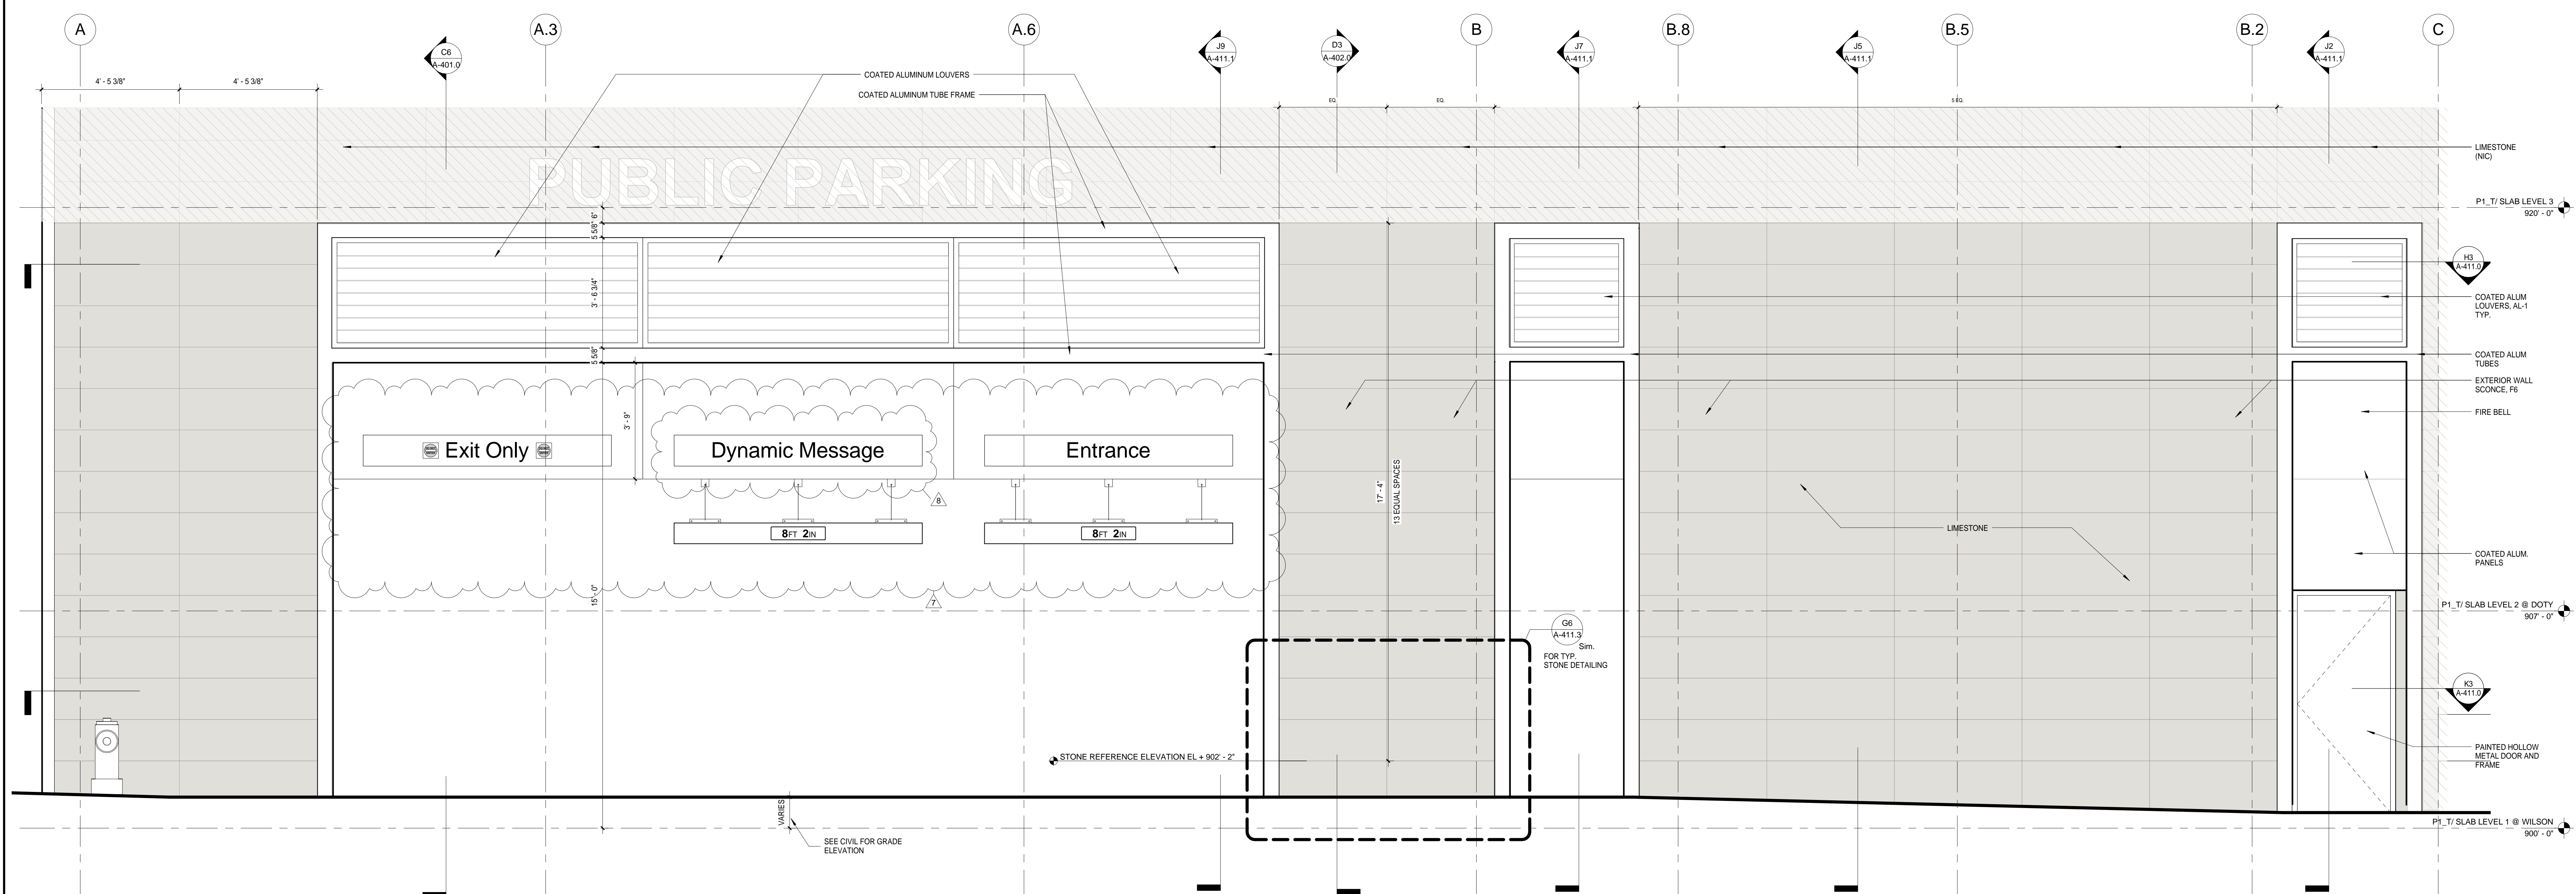 A
A.3
A.6
B
B.8
B.5
B.2
C
C6
A-401.0
J9
A-411.1
D3
A-402.0
J7
A-411.1
J5
A-411.1
J2
A-411.1
4' - 5 3/8"
4' - 5 3/8"
COATED ALUMINUM LOUVERS
COATED ALUMINUM TUBE FRAME
EQ.
EQ.
5 EQ.
LIMESTONE
(NIC)
PUBLIC PARKING
P1_T/ SLAB LEVEL 3
920' - 0"
6"
5 5/8"
3' - 6 3/4"
5 5/8"
H3
A-411.0
COATED ALUM
LOUVERS, AL-1
TYP.
COATED ALUM
TUBES
EXTERIOR WALL
SCONCE, F6
FIRE BELL
3' - 9"
Exit Only
Dynamic Message
Entrance
8
17' - 4"
13 EQUAL SPACES
8FT 2IN
8FT 2IN
LIMESTONE
COATED ALUM.
PANELS
15' - 0"
7
P1_T/ SLAB LEVEL 2 @ DOTY
907' - 0"
G6
A-411.3
Sim.
FOR TYP.
STONE DETAILING
K3
A-411.0
STONE REFERENCE ELEVATION EL + 902' - 2"
PAINTED HOLLOW
METAL DOOR AND
FRAME
VARIES
SEE CIVIL FOR GRADE
ELEVATION
P1_T/ SLAB LEVEL 1 @ WILSON
900' - 0"